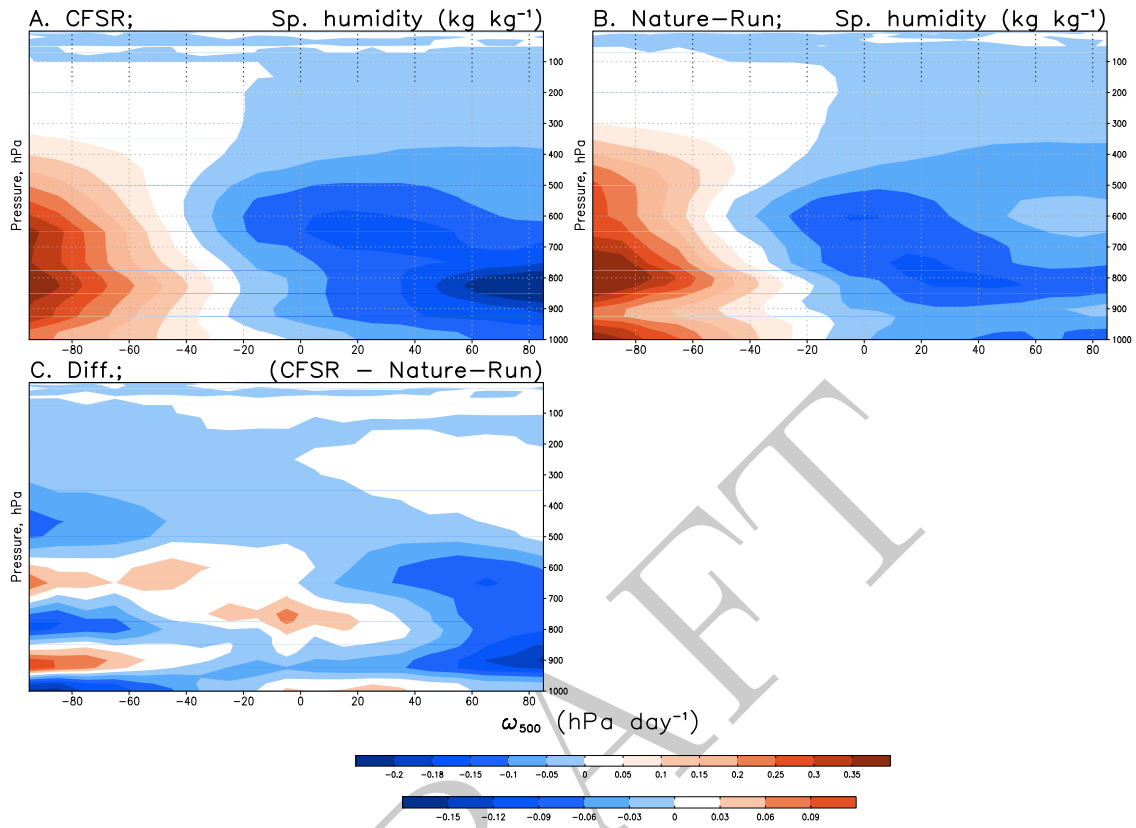 A. CFSR; Sp. humidity (kg kg⁻¹)
B. Nature-Run; Sp. humidity (kg kg⁻¹)
Pressure, hPa
100
200
300
400
500
600
700
800
900
1000
−80 −60 −40 −20 0 20 40 60 80
Pressure, hPa
100
200
300
400
500
600
700
800
900
1000
−80 −60 −40 −20 0 20 40 60 80
C. Diff.; (CFSR − Nature-Run)
Pressure, hPa
100
200
300
400
500
600
700
800
900
1000
−80 −60 −40 −20 0 20 40 60 80
ω₅₀₀ (hPa day⁻¹)
-0.2 -0.18 -0.15 -0.1 -0.05 0 0.05 0.1 0.15 0.2 0.25 0.3 0.35
-0.15 -0.12 -0.09 -0.06 -0.03 0 0.03 0.06 0.09
RAFT